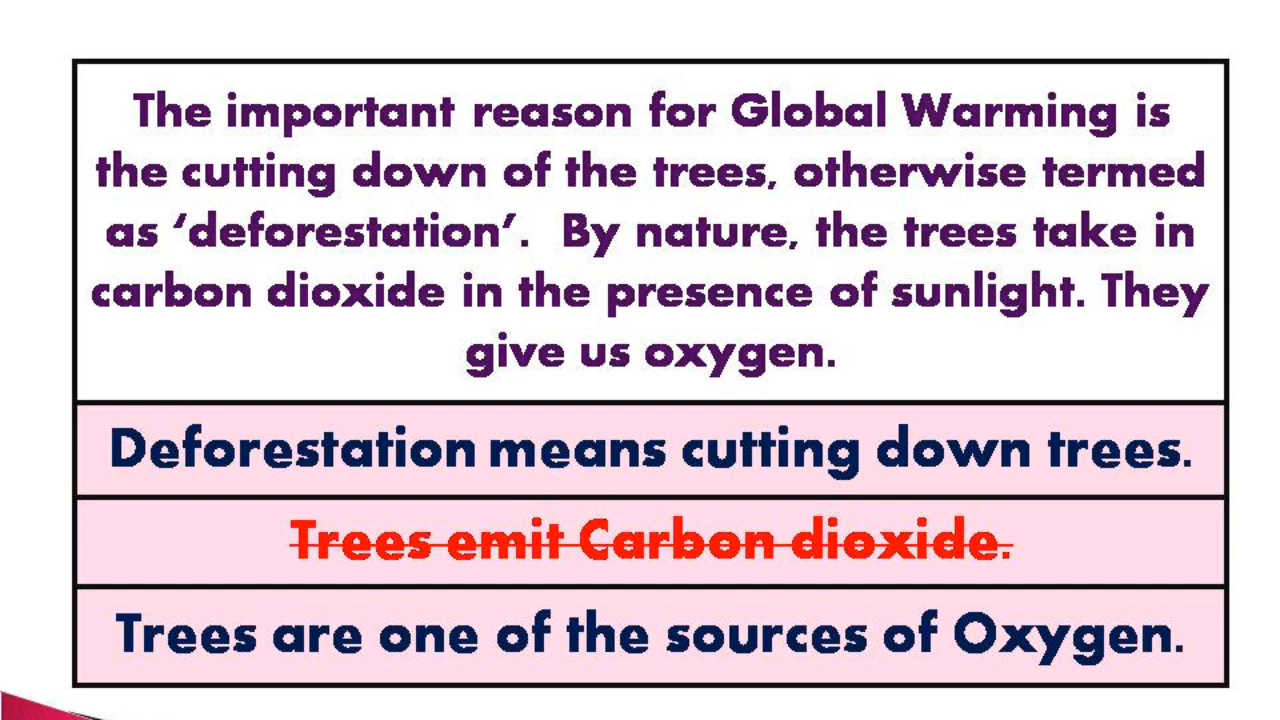 The important reason for Global Warming is
the cutting down of the trees, otherwise termed
as ‘deforestation’. By nature, the trees take in
carbon dioxide in the presence of sunlight. They
give us oxygen.
Deforestation means cutting down trees.
Trees emit Carbon dioxide.
Trees are one of the sources of Oxygen.